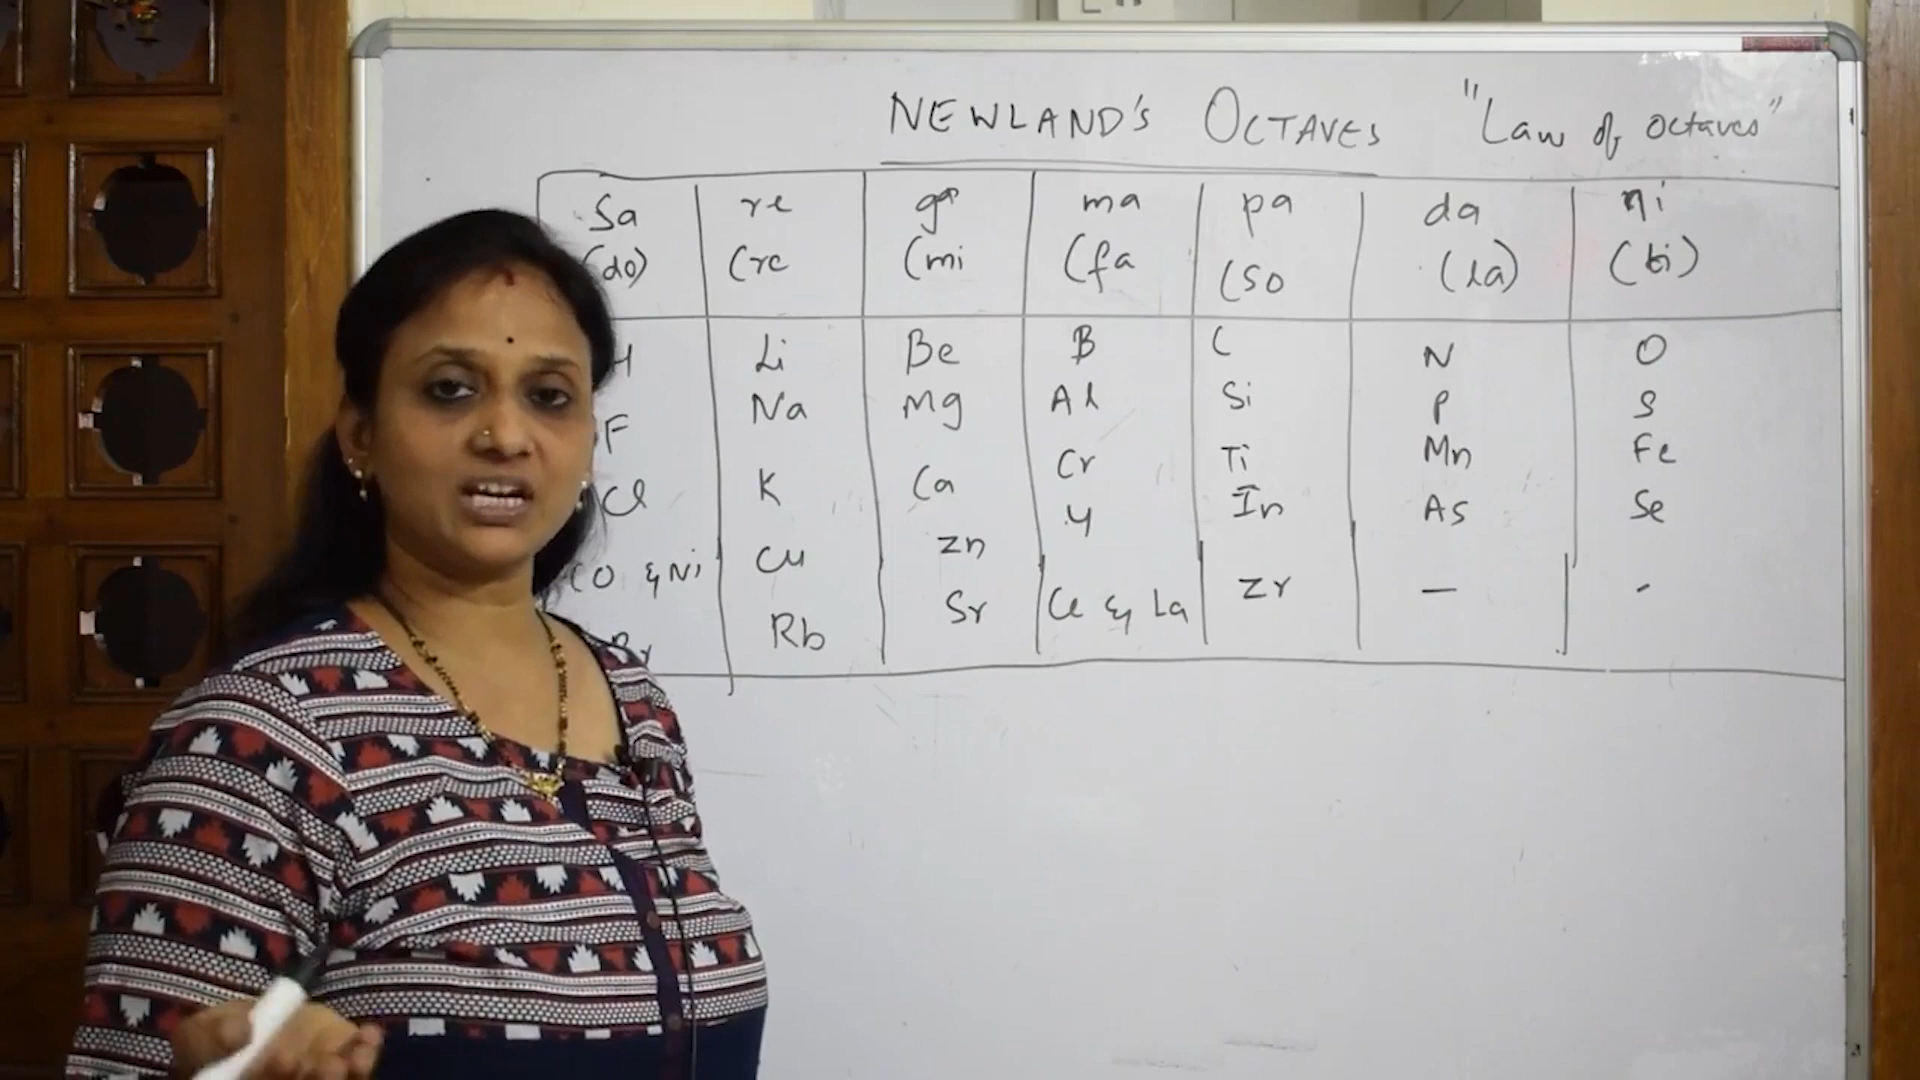 NEWLAND'S OCTAVES "Law of octaves"
Sa re ga ma pa da ni
(do) (re (mi (fa (so (la) (ti)
H Li Be B C N O
F Na Mg Al Si P S
Cl K Ca Cr Ti Mn Fe
Co & Ni Cu Zn Y In As Se
Br Rb Sr Ce & La Zr — -